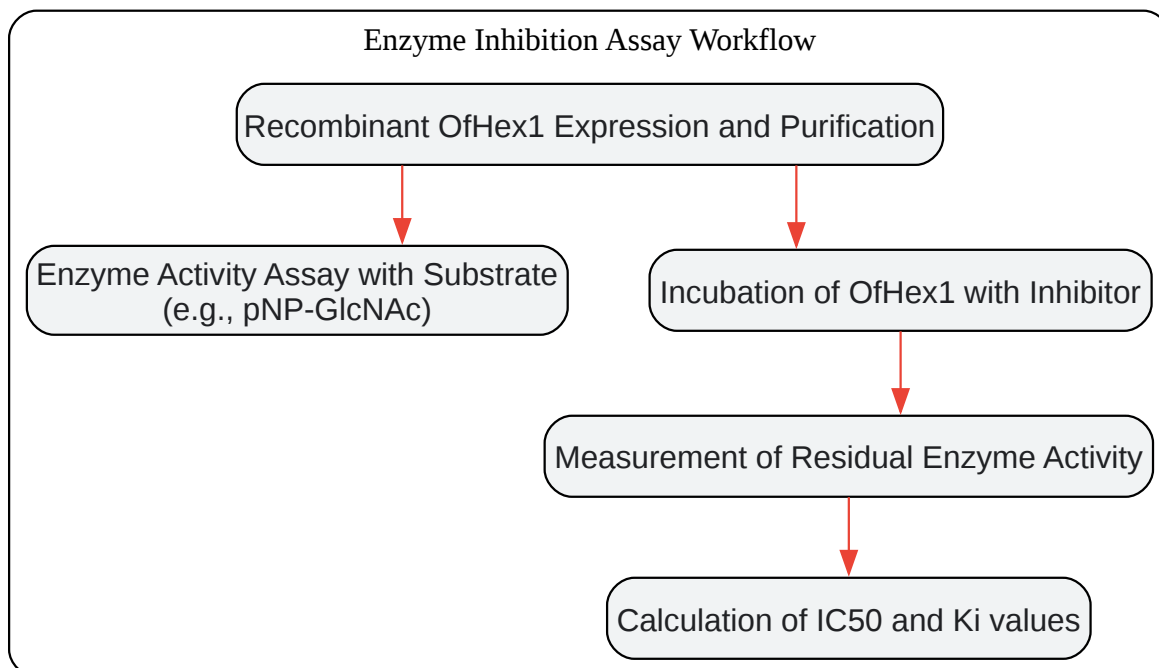 Enzyme Inhibition Assay Workflow
Recombinant OfHex1 Expression and Purification
Enzyme Activity Assay with Substrate
(e.g., pNP-GlcNAc)
Incubation of OfHex1 with Inhibitor
Measurement of Residual Enzyme Activity
Calculation of IC50 and Ki values